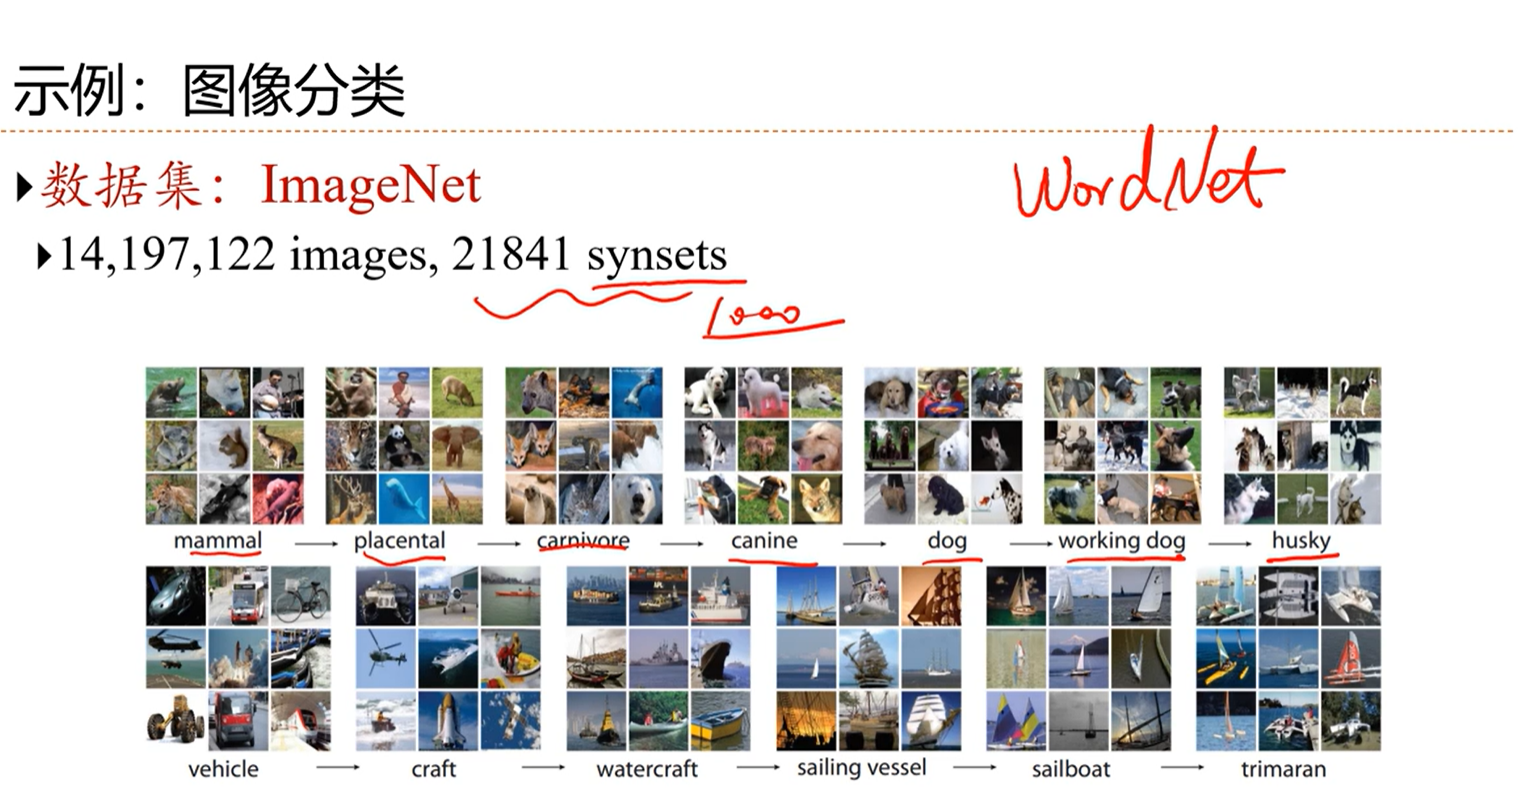 示例：图像分类
数据集：ImageNet
WordNet
14,197,122 images, 21841 synsets
1000
mammal → placental → carnivore → canine → dog → working dog → husky
vehicle → craft → watercraft → sailing vessel → sailboat → trimaran